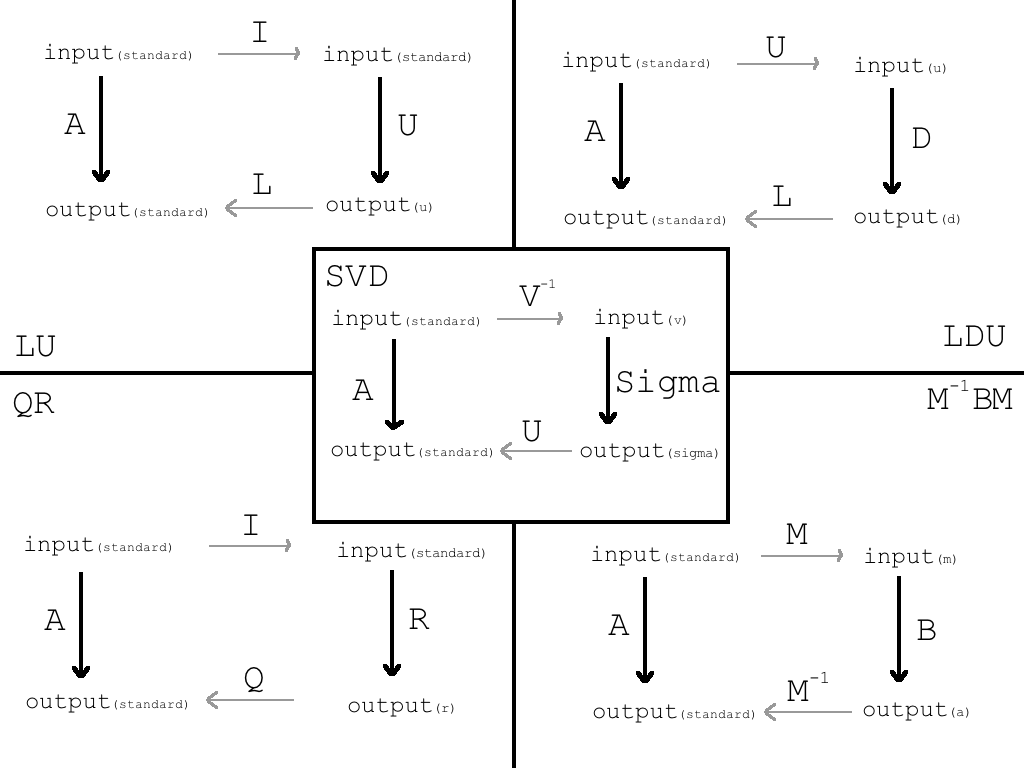 I
input(standard) input(standard)
A U
L
output(standard) output(u)
LU
U
input(standard) input(u)
A D
L
output(standard) output(d)
LDU
SVD
V⁻¹
input(standard) input(v)
A Sigma
U
output(standard) output(sigma)
QR
I
input(standard) input(standard)
A R
Q
output(standard) output(r)
M⁻¹BM
M
input(standard) input(m)
A B
M⁻¹
output(standard) output(a)